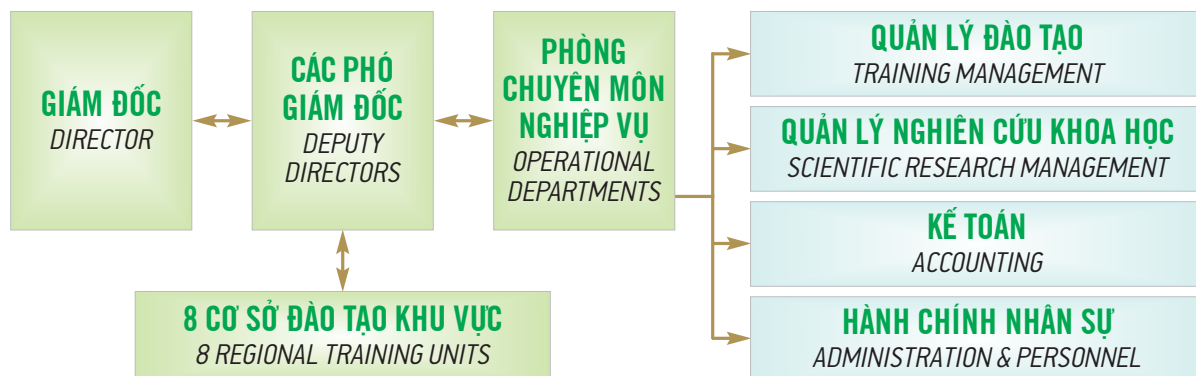 GIÁM ĐỐC
DIRECTOR
CÁC PHÓ
GIÁM ĐỐC
DEPUTY
DIRECTORS
PHÒNG
CHUYÊN MÔN
NGHIỆP VỤ
OPERATIONAL
DEPARTMENTS
QUẢN LÝ ĐÀO TẠO
TRAINING MANAGEMENT
QUẢN LÝ NGHIÊN CỨU KHOA HỌC
SCIENTIFIC RESEARCH MANAGEMENT
KẾ TOÁN
ACCOUNTING
HÀNH CHÍNH NHÂN SỰ
ADMINISTRATION & PERSONNEL
8 CƠ SỞ ĐÀO TẠO KHU VỰC
8 REGIONAL TRAINING UNITS